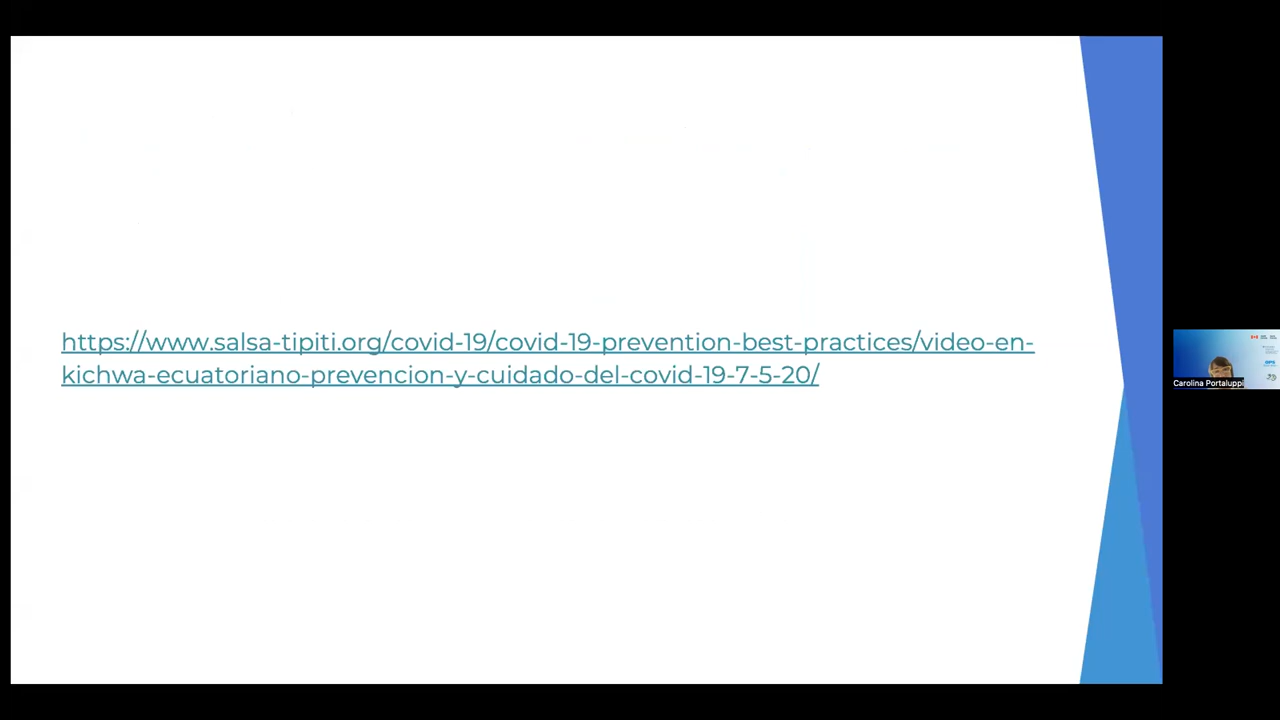 https://www.salsa-tipiti.org/covid-19/covid-19-prevention-best-practices/video-en-
kichwa-ecuatoriano-prevencion-y-cuidado-del-covid-19-7-5-20/
Carolina Portaluppi